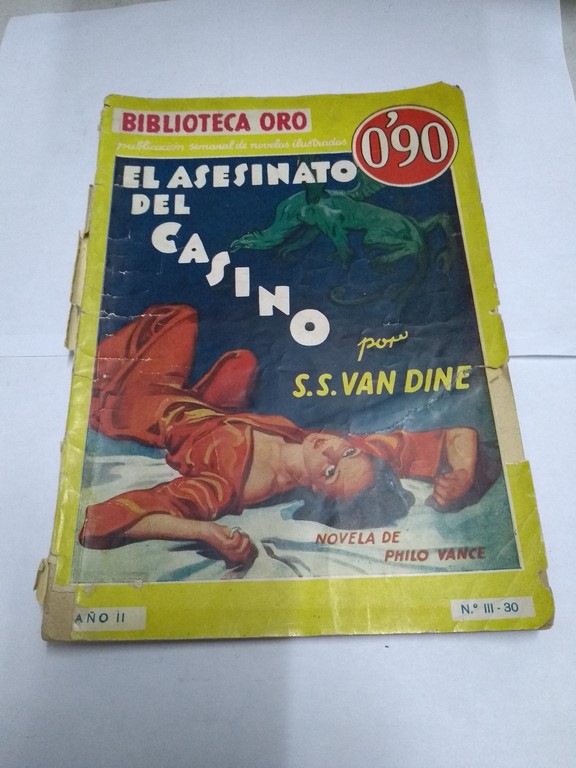 BIBLIOTECA ORO
publicación semanal de novelas ilustradas
0'90
EL ASESINATO
DEL
CASINO
por
S.S. VAN DINE
NOVELA DE
PHILO VANCE
AÑO II
N.º III - 30